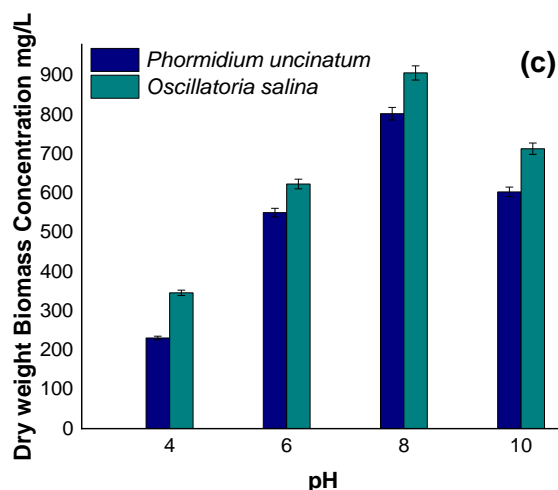 Phormidium uncinatum
Oscillatoria salina
(c)
Dry weight Biomass Concentration mg/L
900
800
700
600
500
400
300
200
100
0
4 6 8 10
pH